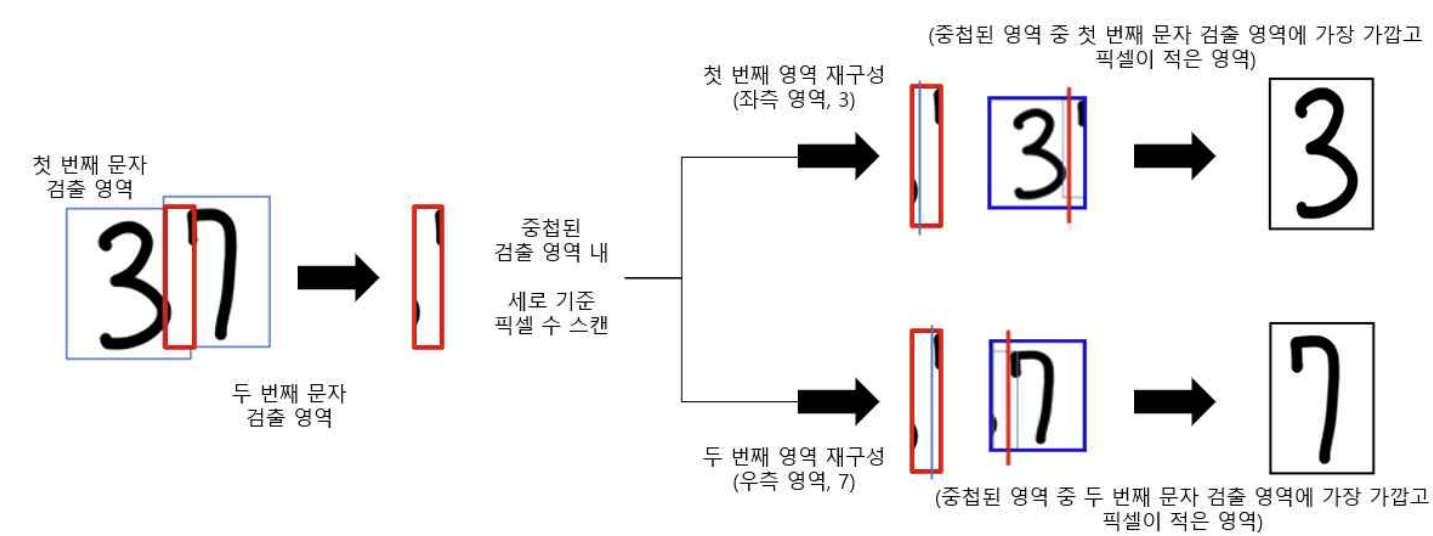 첫 번째 문자
검출 영역
37
두 번째 문자
검출 영역
중첩된
검출 영역 내
세로 기준
픽셀 수 스캔
첫 번째 영역 재구성
(좌측 영역, 3)
(중첩된 영역 중 첫 번째 문자 검출 영역에 가장 가깝고
픽셀이 적은 영역)
3
3
두 번째 영역 재구성
(우측 영역, 7)
7
7
(중첩된 영역 중 두 번째 문자 검출 영역에 가장 가깝고
픽셀이 적은 영역)